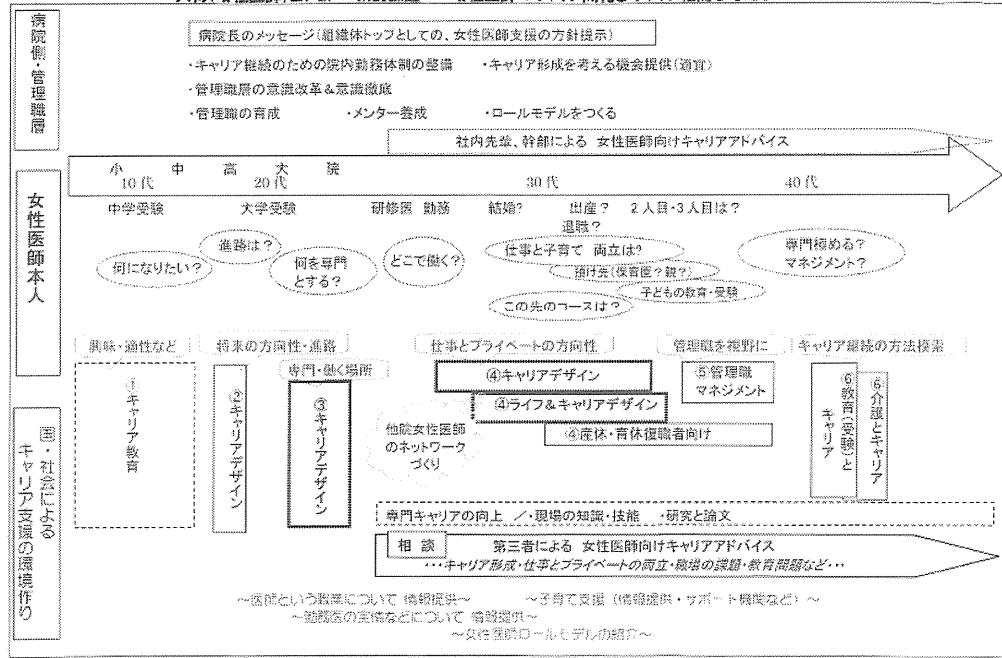 病院側・管理職層
病院長のメッセージ(組織体トップとしての、女性医師支援の方針提示)
・キャリア継続のための院内勤務体制の整備　・キャリア形成を考える機会提供(適宜)
・管理職層の意識改革＆意識徹底
・管理職の育成　・メンター養成　・ロールモデルをつくる
社内先輩、幹部による 女性医師向けキャリアアドバイス
女性医師本人
小　中　高　大　院
10代　20代　30代　40代
中学受験　大学受験　研修医 勤務　結婚?　出産?　2人目・3人目は?
退職?
進路は?
何になりたい?
何を専門とする?
どこで働く?
仕事と子育て 両立は?
預け先(保育園?親?)
子どもの教育・受験
この先のコースは?
専門極める?
マネジメント?
興味・適性など　将来の方向性・進路　仕事とプライベートの方向性　管理職を視野に　キャリア継続の方法模索
専門・働く場所
国・社会による
キャリア支援の環境作り
①キャリア教育
②キャリアデザイン
③キャリアデザイン
④キャリアデザイン
④ライフ&キャリアデザイン
④産休・育休復職者向け
⑤管理職
マネジメント
⑥教育(受験)と
キャリア
⑥介護とキャリア
他院女性医師
のネットワーク
づくり
専門キャリアの向上　／・現場の知識・技能　・研究と論文
相談　第三者による 女性医師向けキャリアアドバイス
・・・キャリア形成・仕事とプライベートの両立・職場の課題・教育問題など・・・
～医師という職業について 情報提供～　～子育て支援（情報提供・サポート機関など）～
～勤務医の実情などについて 情報提供～
～女性医師ロールモデルの紹介～